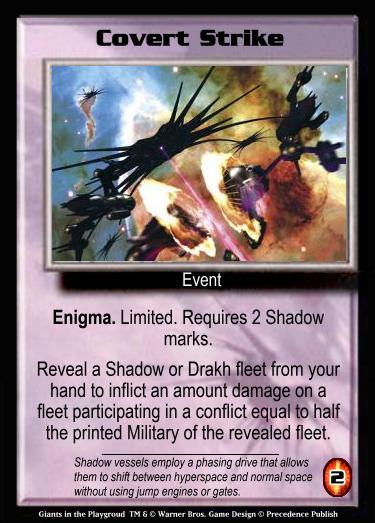 Covert Strike
Event
Enigma. Limited. Requires 2 Shadow
marks.
Reveal a Shadow or Drakh fleet from your
hand to inflict an amount damage on a
fleet participating in a conflict equal to half
the printed Military of the revealed fleet.
Shadow vessels employ a phasing drive that allows
them to shift between hyperspace and normal space
without using jump engines or gates.
2
Giants in the Playgroud TM & © Warner Bros. Game Design © Precedence Publish